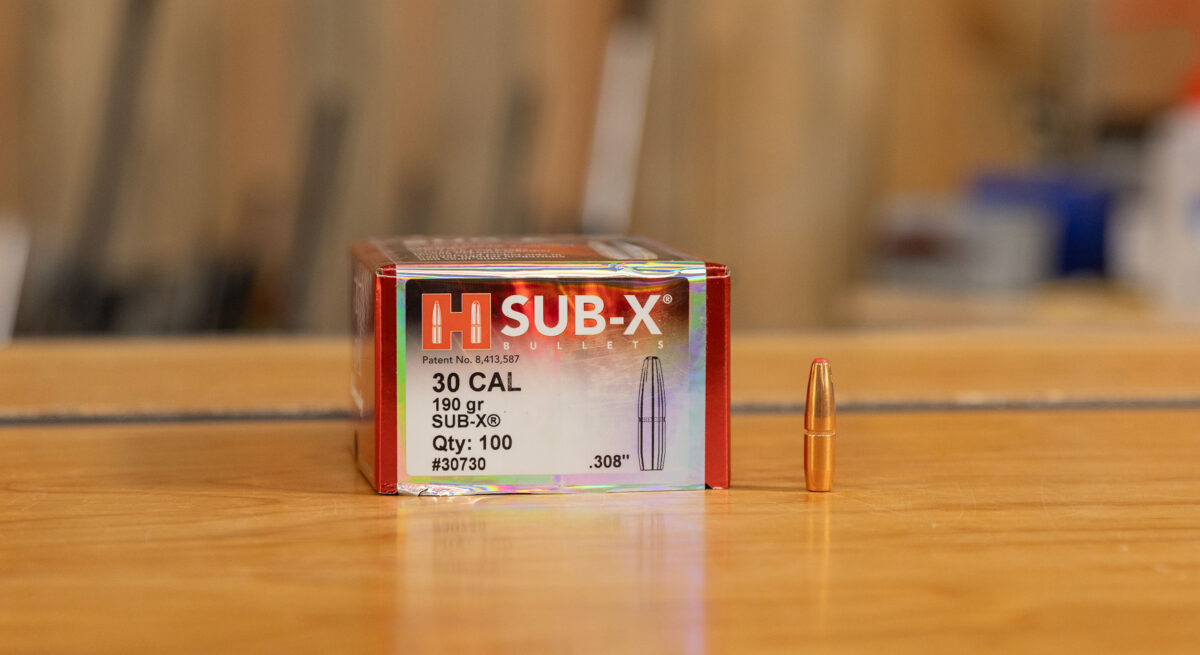 H SUB-X®
BULLETS
Patent No. 8,413,587
30 CAL
190 gr
SUB-X®
Qty: 100
#30730
.308"